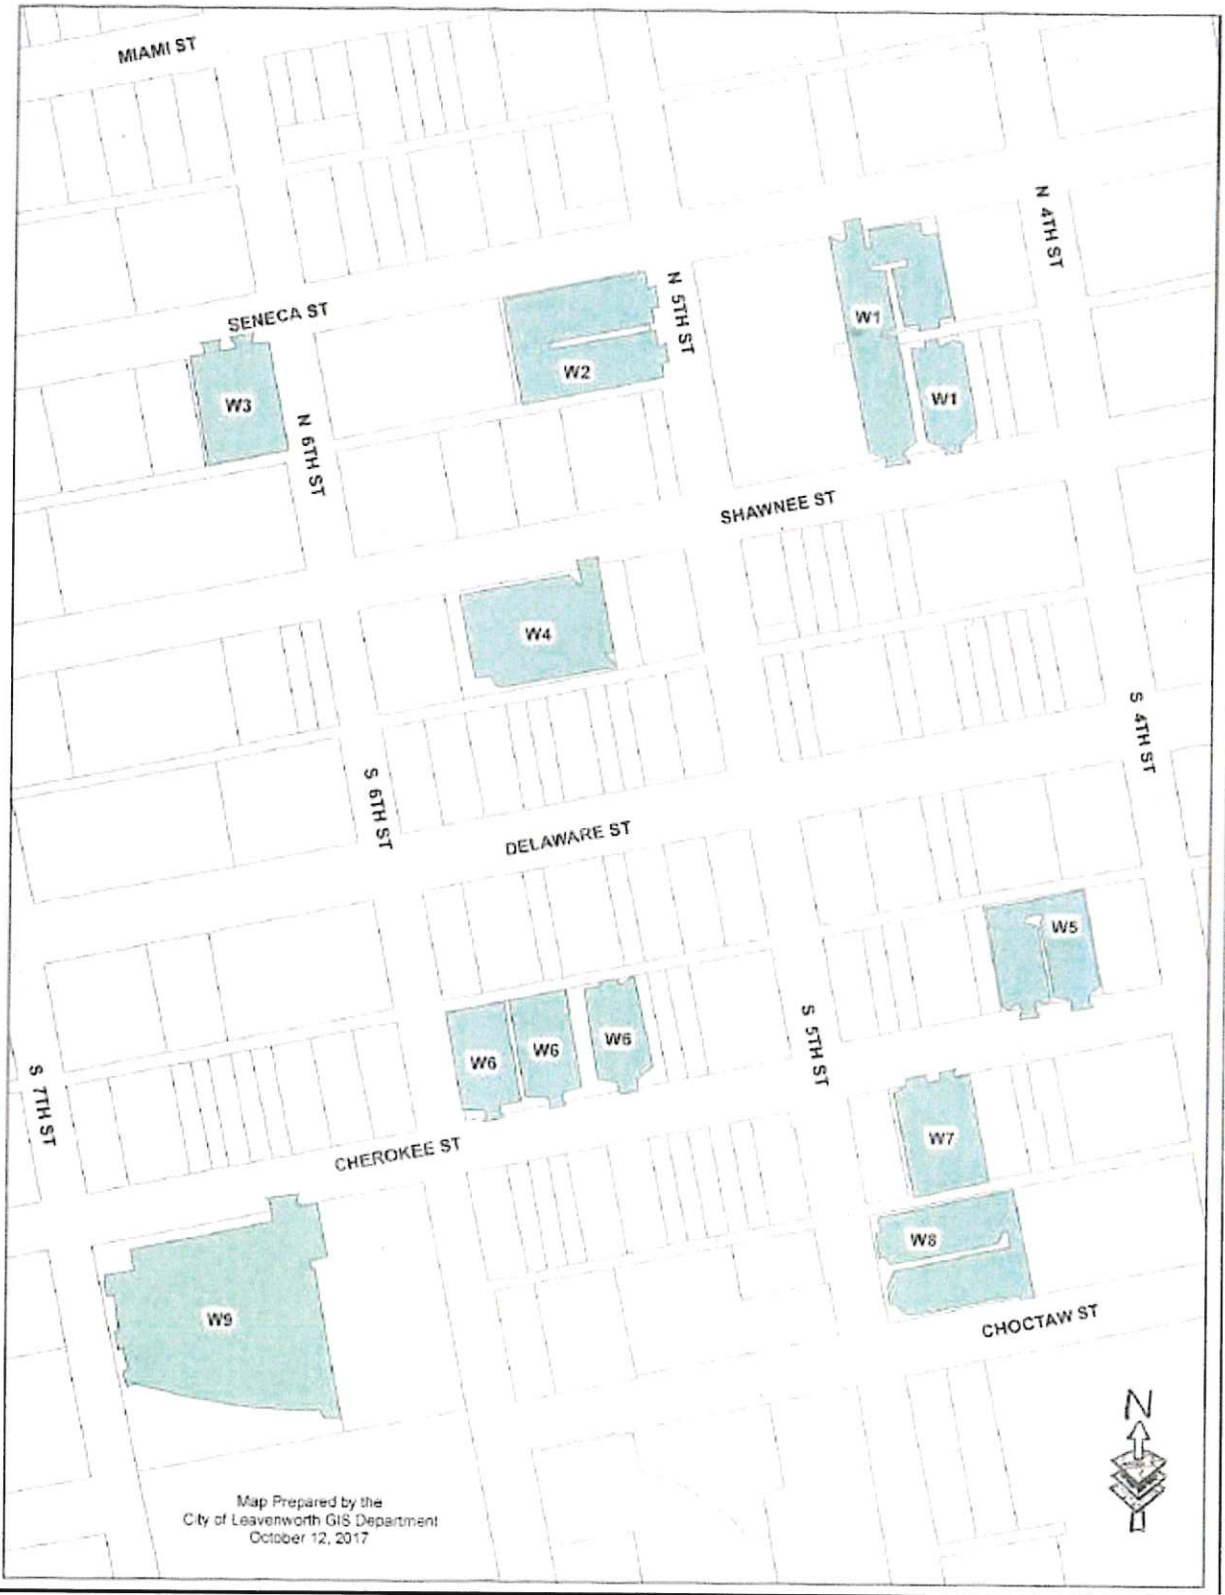 MIAMI ST
N 4TH ST
SENECA ST
N 5TH ST
W1
W2
W3
W1
N 6TH ST
SHAWNEE ST
W4
S 4TH ST
S 6TH ST
DELAWARE ST
W5
W6
W6
W6
S 5TH ST
S 7TH ST
W7
CHEROKEE ST
W8
W9
CHOCTAW ST
N
Map Prepared by the
City of Leavenworth GIS Department
October 12, 2017